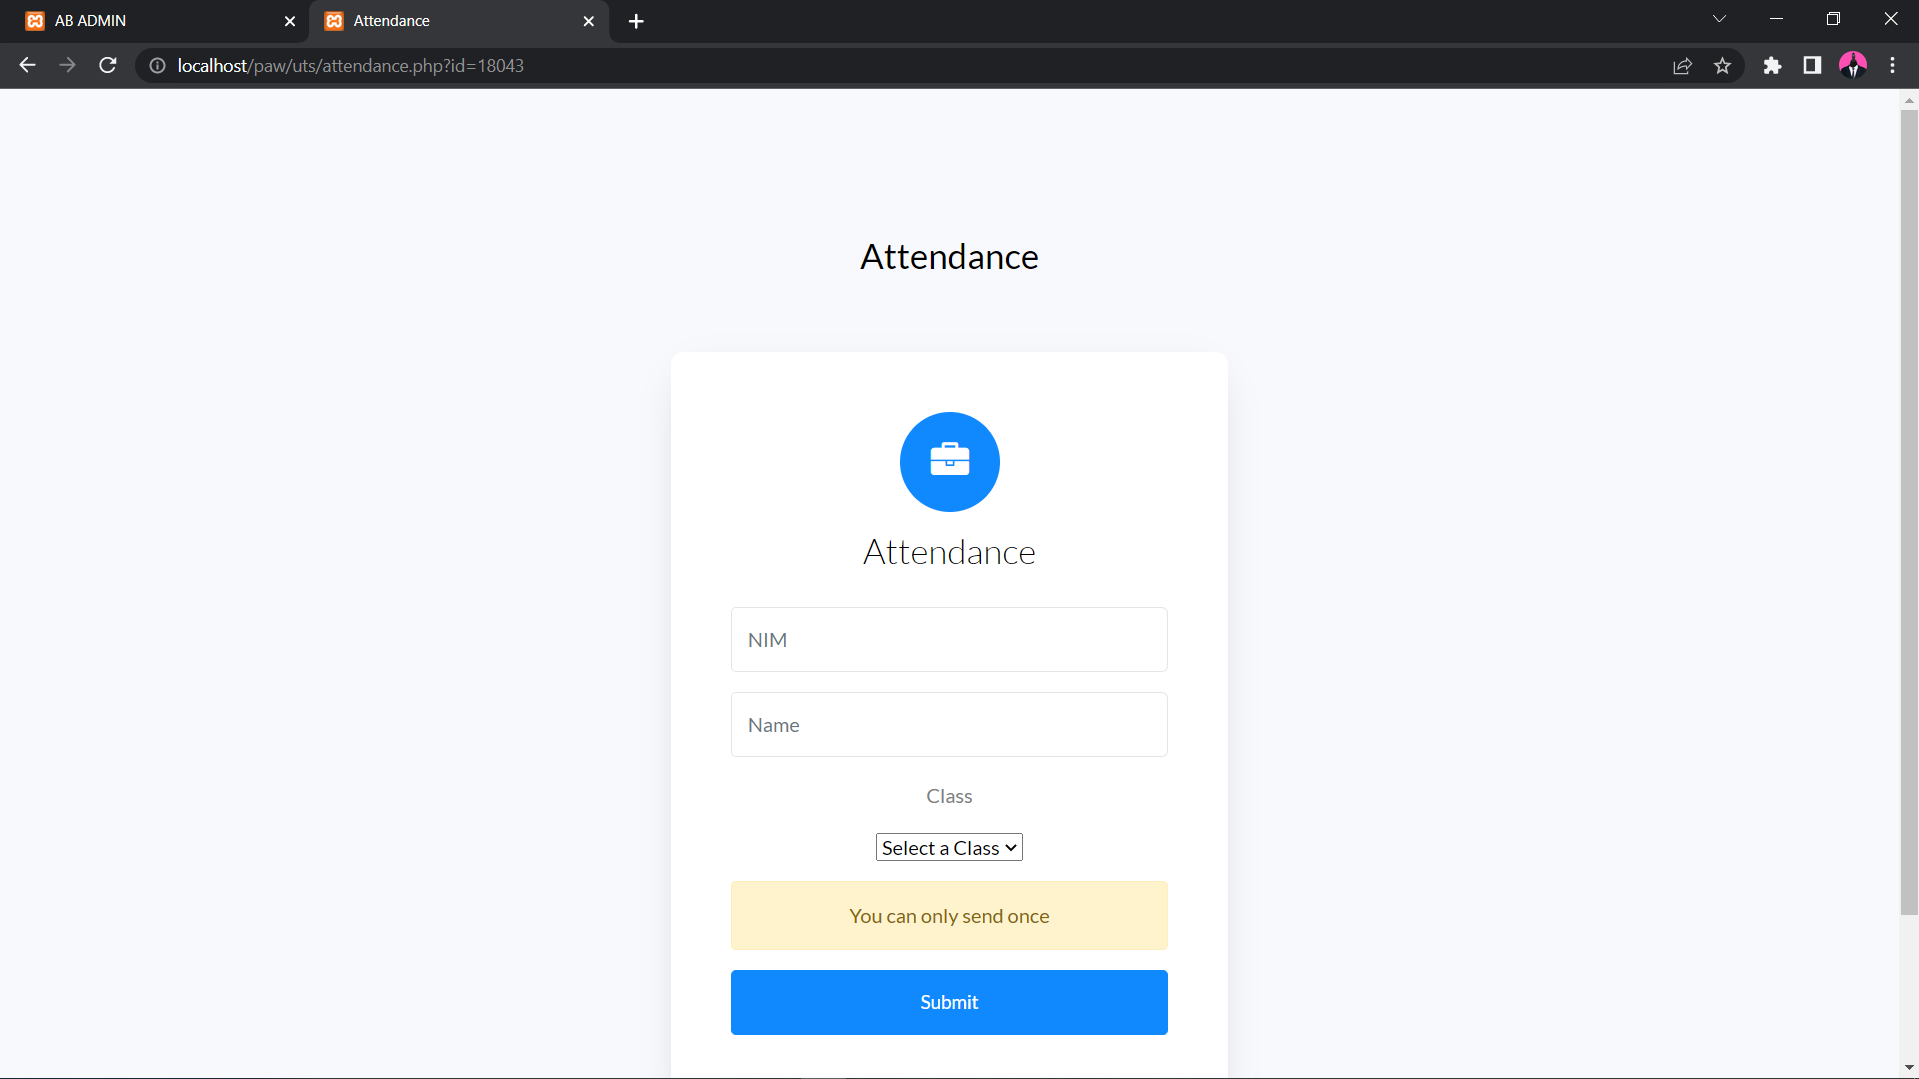 AB ADMIN
Attendance
localhost/paw/uts/attendance.php?id=18043
Attendance
Attendance
NIM
Name
Class
Select a Class
You can only send once
Submit